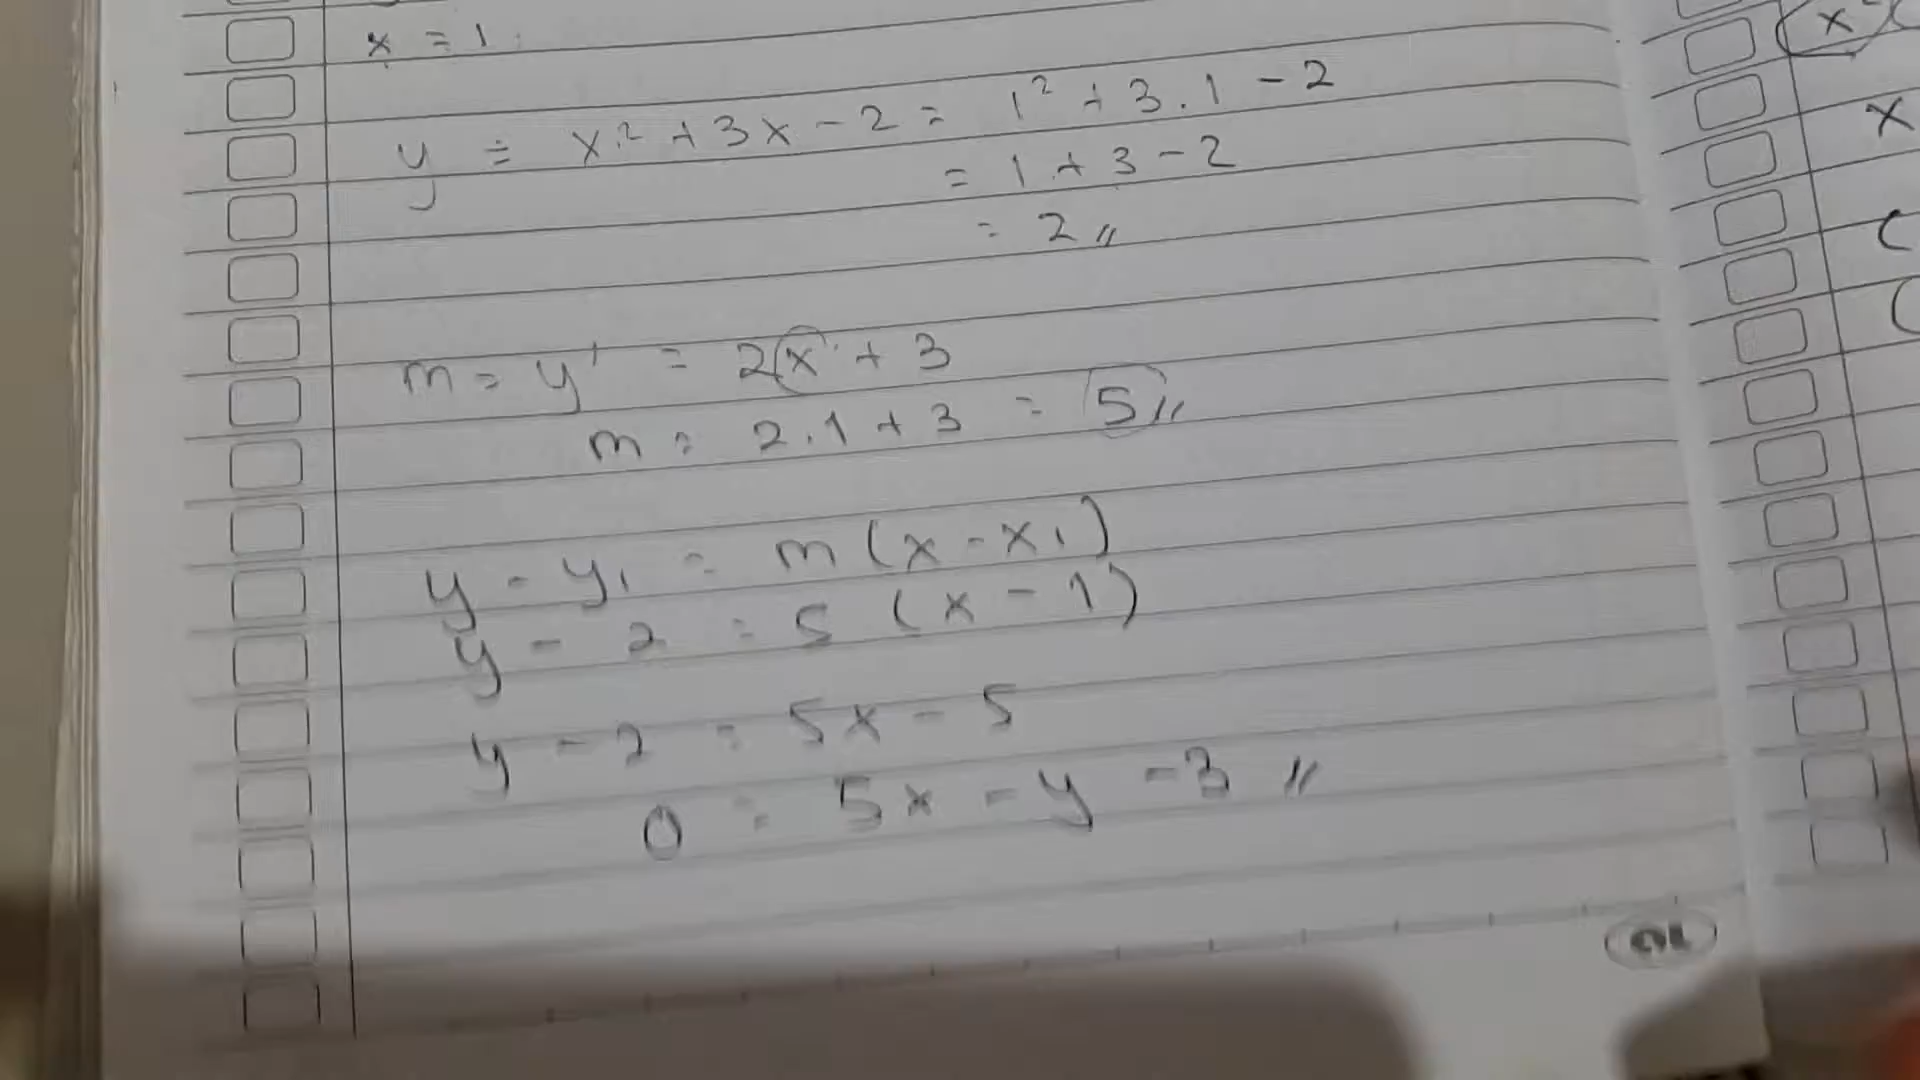 x = 1
y = x² + 3x - 2 = 1² + 3.1 - 2
= 1 + 3 - 2
= 2 //
m = y' = 2x + 3
m = 2.1 + 3 = 5 //
y - y₁ = m (x - x₁)
y - 2 = 5 (x - 1)
y - 2 = 5x - 5
0 = 5x - y - 3 //
x²
x
(
(